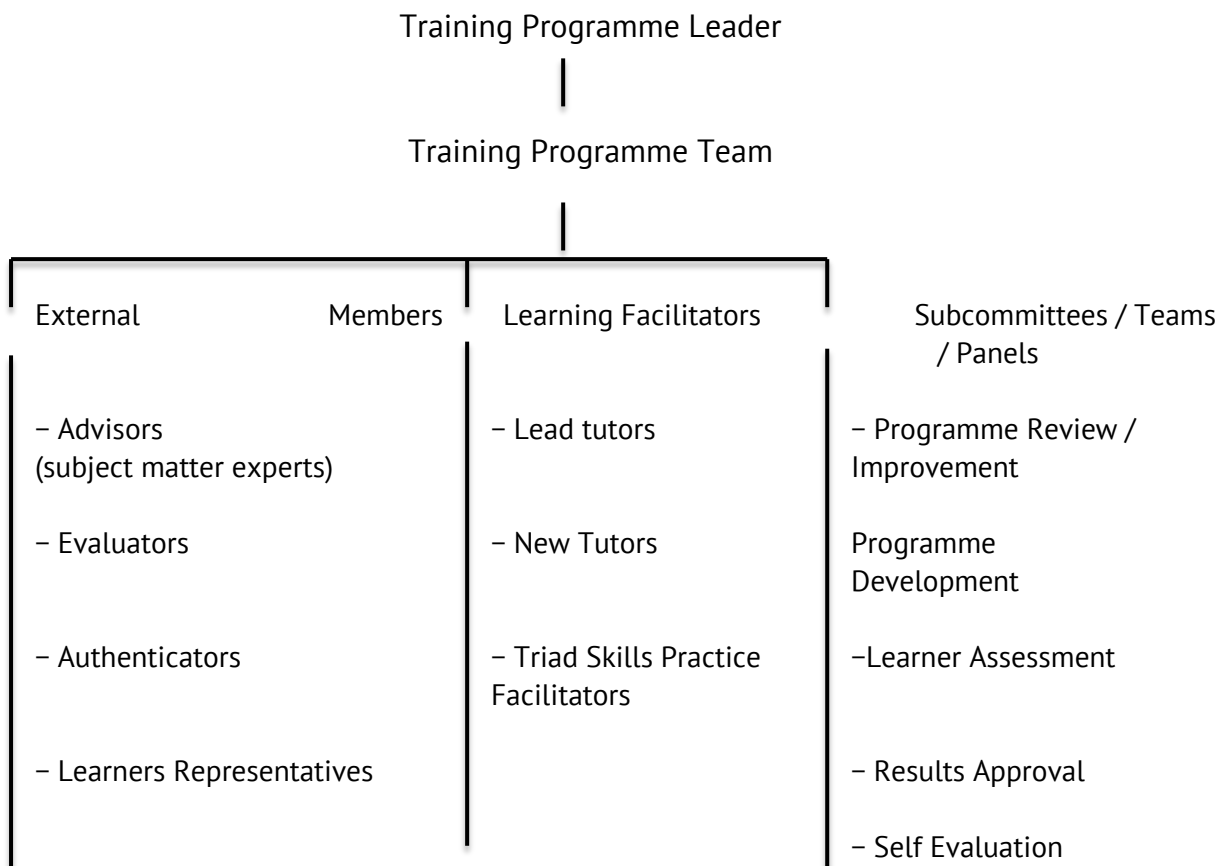 Training Programme Leader
Training Programme Team
External Members
– Advisors
(subject matter experts)
– Evaluators
– Authenticators
– Learners Representatives
Learning Facilitators
– Lead tutors
– New Tutors
– Triad Skills Practice
Facilitators
Subcommittees / Teams
/ Panels
– Programme Review /
Improvement
Programme
Development
–Learner Assessment
– Results Approval
– Self Evaluation